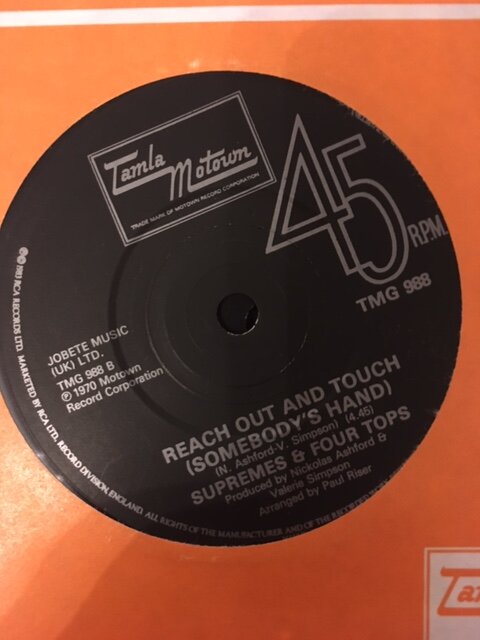 Tamla
Motown
TRADE MARK OF MOTOWN RECORD CORPORATION
45
R.P.M.
TMG 988
JOBETE MUSIC
(UK) LTD.
TMG 988 B
℗ 1970 Motown
Record Corporation
REACH OUT AND TOUCH
(SOMEBODY'S HAND)
(N. Ashford-V. Simpson) (4.45)
SUPREMES & FOUR TOPS
Produced by Nickolas Ashford &
Valerie Simpson
Arranged by Paul Riser
1983 RCA RECORDS LTD. MARKETED BY RCA LTD. RECORD DIVISION, ENGLAND. ALL RIGHTS OF THE MANUFACTURER AND OF THE RECORDED